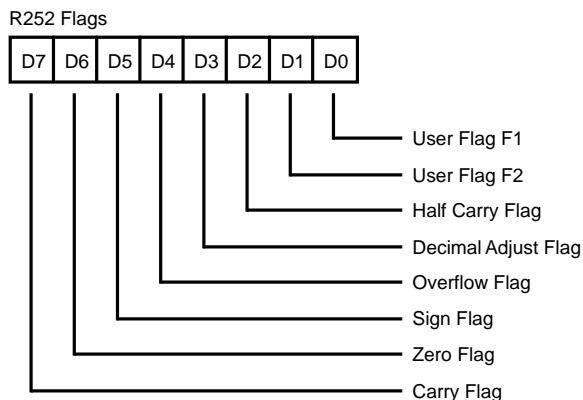 R252 Flags
D7 D6 D5 D4 D3 D2 D1 D0
User Flag F1
User Flag F2
Half Carry Flag
Decimal Adjust Flag
Overflow Flag
Sign Flag
Zero Flag
Carry Flag